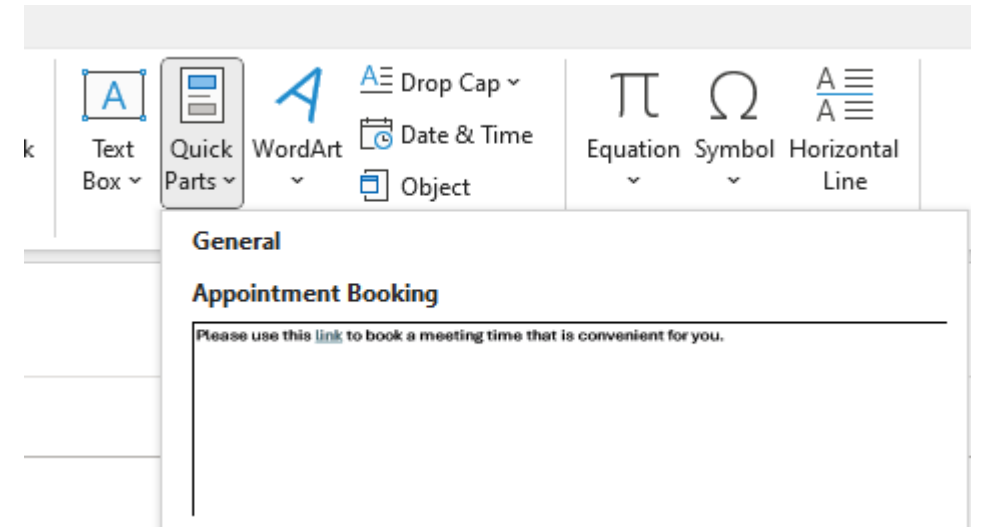 k
Text
Box
Quick
Parts
WordArt
Drop Cap
Date & Time
Object
Equation
Symbol
Horizontal
Line
General
Appointment Booking
Please use this link to book a meeting time that is convenient for you.